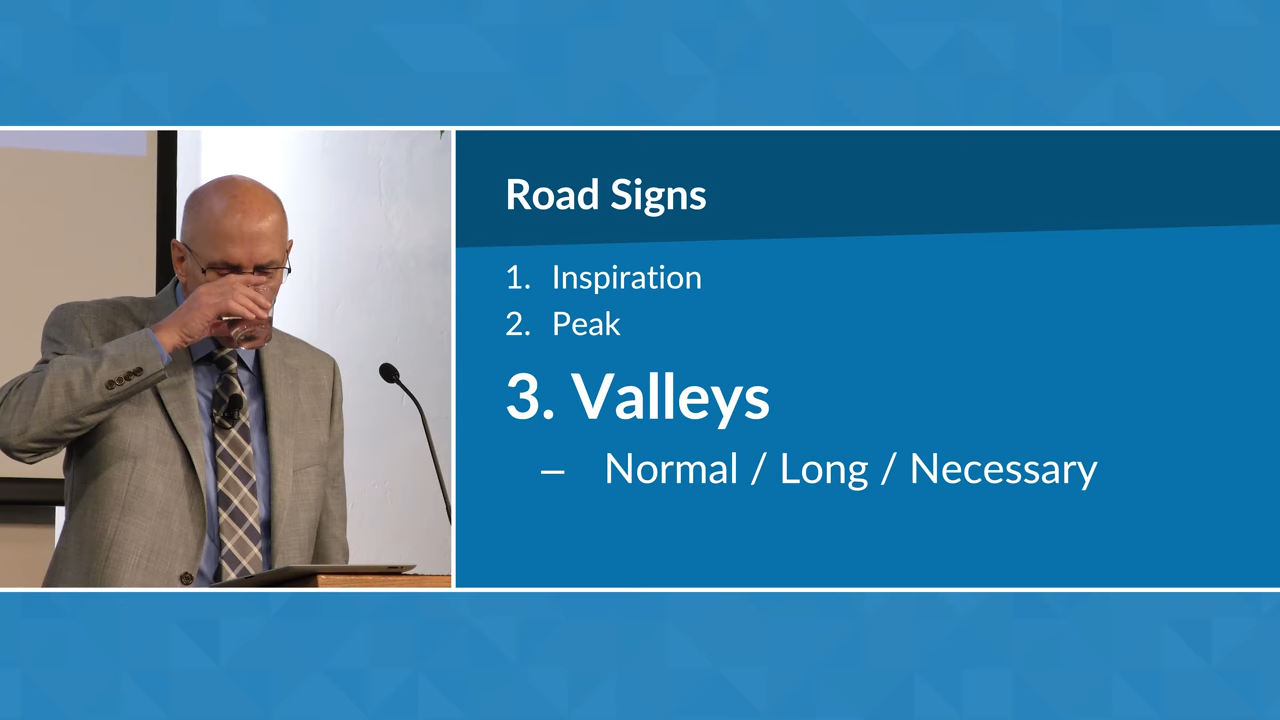 Road Signs
1. Inspiration
2. Peak
3. Valleys
– Normal / Long / Necessary